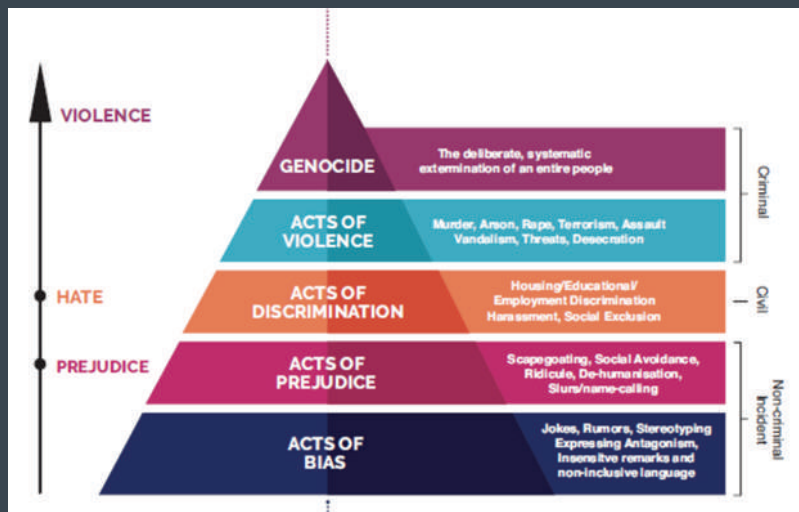 VIOLENCE
HATE
PREJUDICE
GENOCIDE
The deliberate, systematic
extermination of an entire people
ACTS OF
VIOLENCE
Murder, Arson, Rape, Terrorism, Assault
Vandalism, Threats, Desecration
ACTS OF
DISCRIMINATION
Housing/Educational/
Employment Discrimination
Harassment, Social Exclusion
ACTS OF
PREJUDICE
Scapegoating, Social Avoidance,
Ridicule, De-humanisation,
Slurs/name-calling
ACTS OF
BIAS
Jokes, Rumors, Stereotyping
Expressing Antagonism,
Insensitve remarks and
non-inclusive language
Criminal
Civil
Non-criminal
Incident